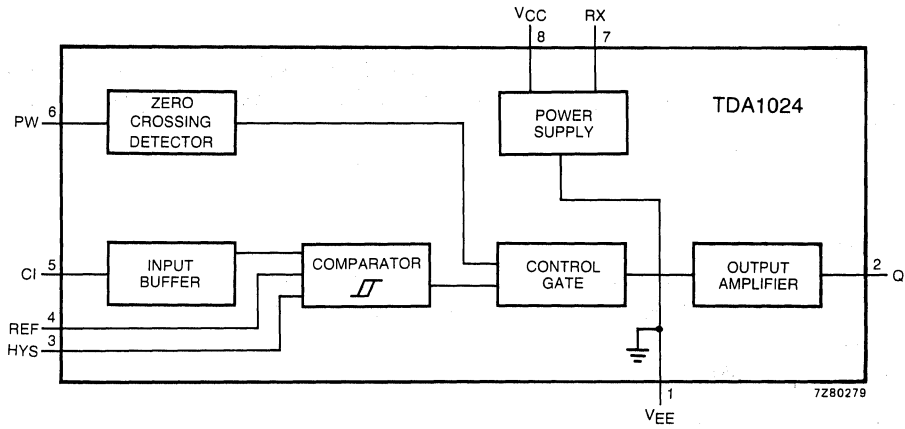 VCC RX
8 7
TDA1024
ZERO
CROSSING
DETECTOR
6
PW
POWER
SUPPLY
INPUT
BUFFER
5
CI
COMPARATOR
CONTROL
GATE
OUTPUT
AMPLIFIER
2
Q
4
REF
3
HYS
1
VEE
7Z80279